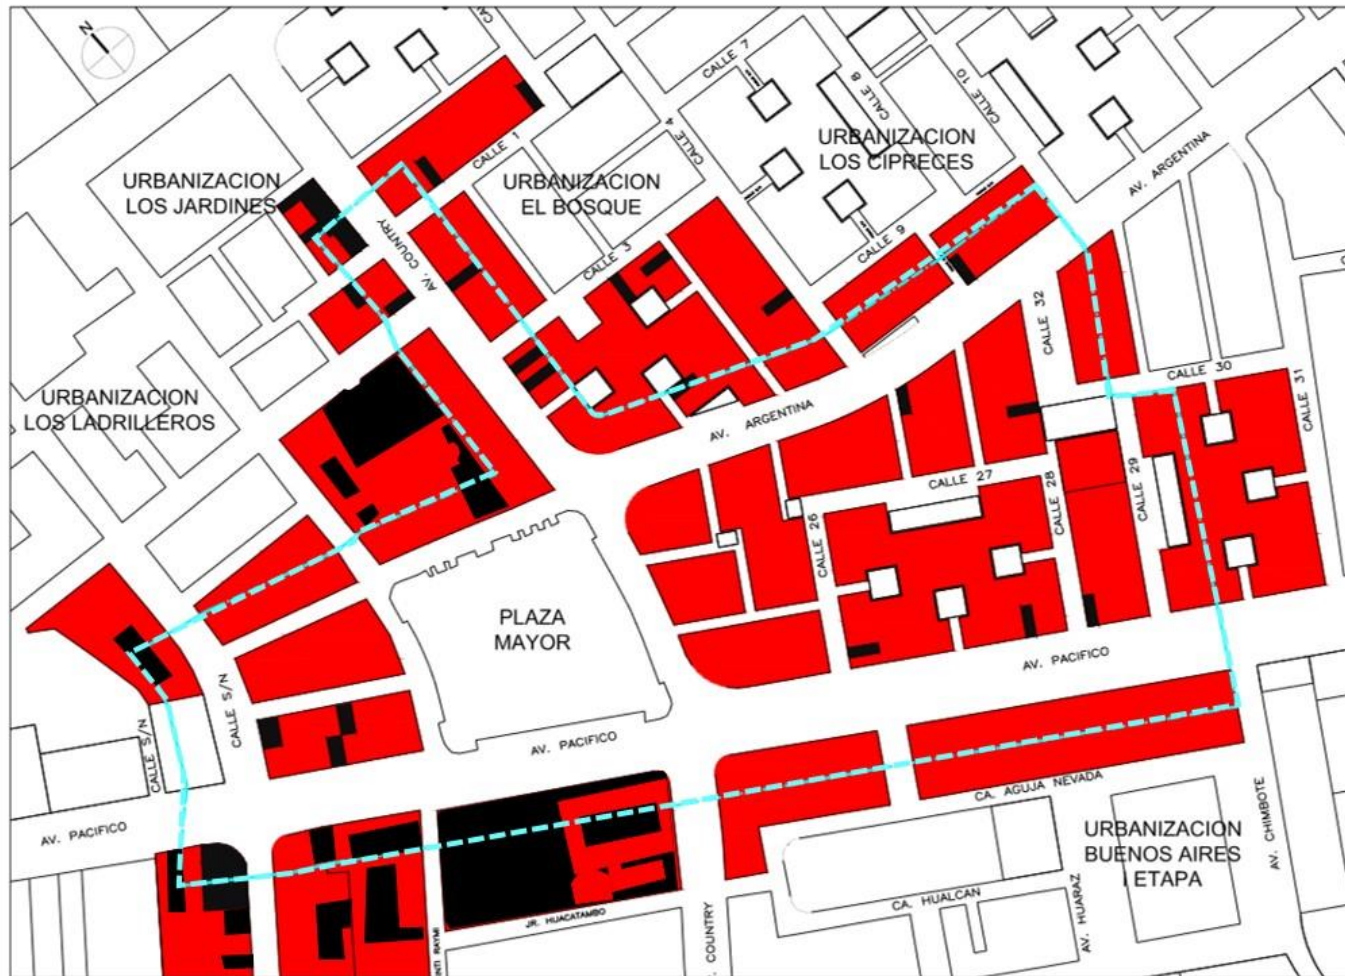 N
CALLE 7
CALLE 8
CALLE 10
CALLE 1
CALLE 4
CALLE
URBANIZACION
LOS CIPRECES
AV. ARGENTINA
URBANIZACION
LOS JARDINES
URBANIZACION
EL BOSQUE
AV. COUNTRY
CALLE 3
CALLE 9
CALLE 32
CALLE 30
CALLE 31
URBANIZACION
LOS LADRILLEROS
AV. ARGENTINA
CALLE 27
CALLE 26
CALLE 28
CALLE 29
PLAZA
MAYOR
AV. PACIFICO
CALLE S/N
CALLE S/N
AV. PACIFICO
AV. PACIFICO
CA. AGUJA NEVADA
URBANIZACION
BUENOS AIRES
I ETAPA
AV. CHIMBOTE
CA. HUALCAN
AV. HUARAZ
JR. HUACATAMBO
INTI RAYMI
. COUNTRY